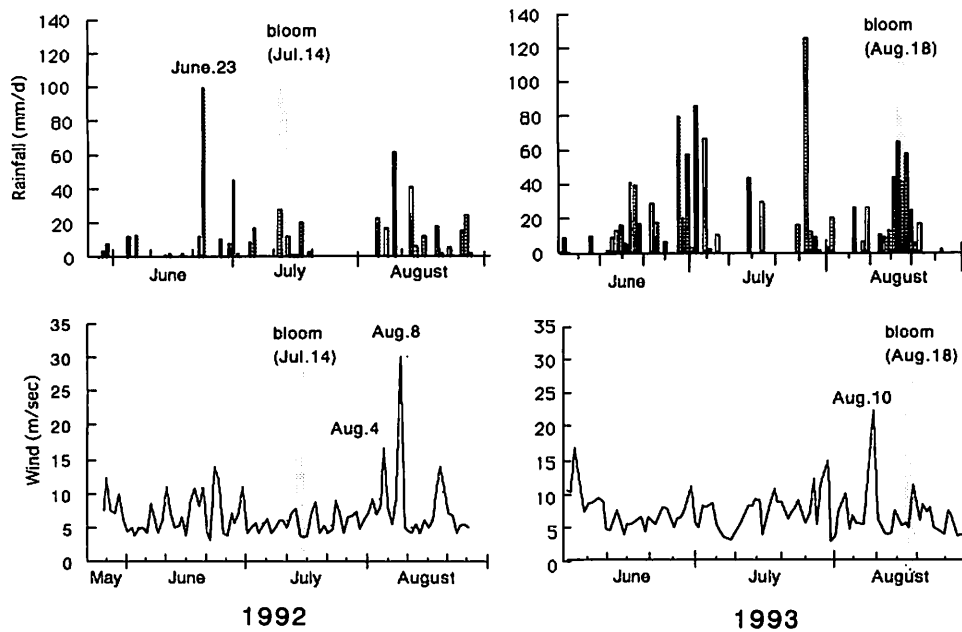 140
120
100
80
60
40
20
0
Rainfall (mm/d)
June.23
bloom
(Jul.14)
June
July
August
140
120
100
80
60
40
20
0
bloom
(Aug.18)
June
July
August
35
30
25
20
15
10
5
0
Wind (m/sec)
bloom
(Jul.14)
Aug.8
Aug.4
May
June
July
August
1992
35
30
25
20
15
10
5
0
bloom
(Aug.18)
Aug.10
June
July
August
1993